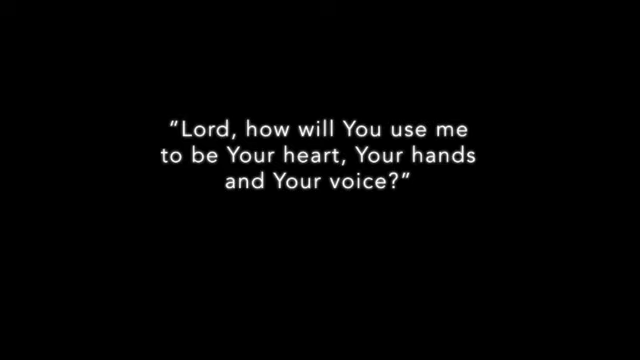 “Lord, how will You use me
to be Your heart, Your hands
and Your voice?”